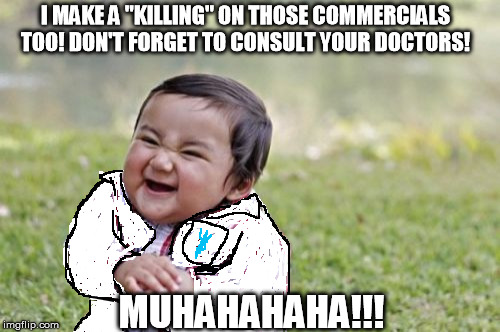 I MAKE A "KILLING" ON THOSE COMMERCIALS
TOO! DON'T FORGET TO CONSULT YOUR DOCTORS!
MUHAHAHAHA!!!
imgflip.com